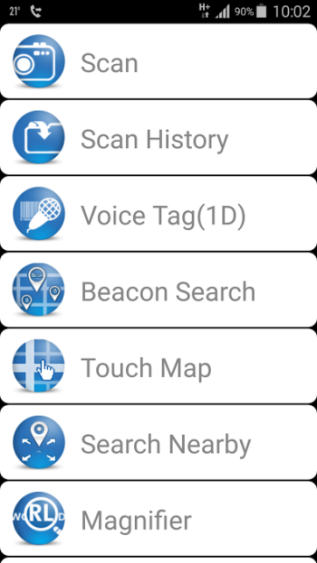 21° H+ 90% 10:02
Scan
Scan History
Voice Tag(1D)
Beacon Search
Touch Map
Search Nearby
RL
Magnifier